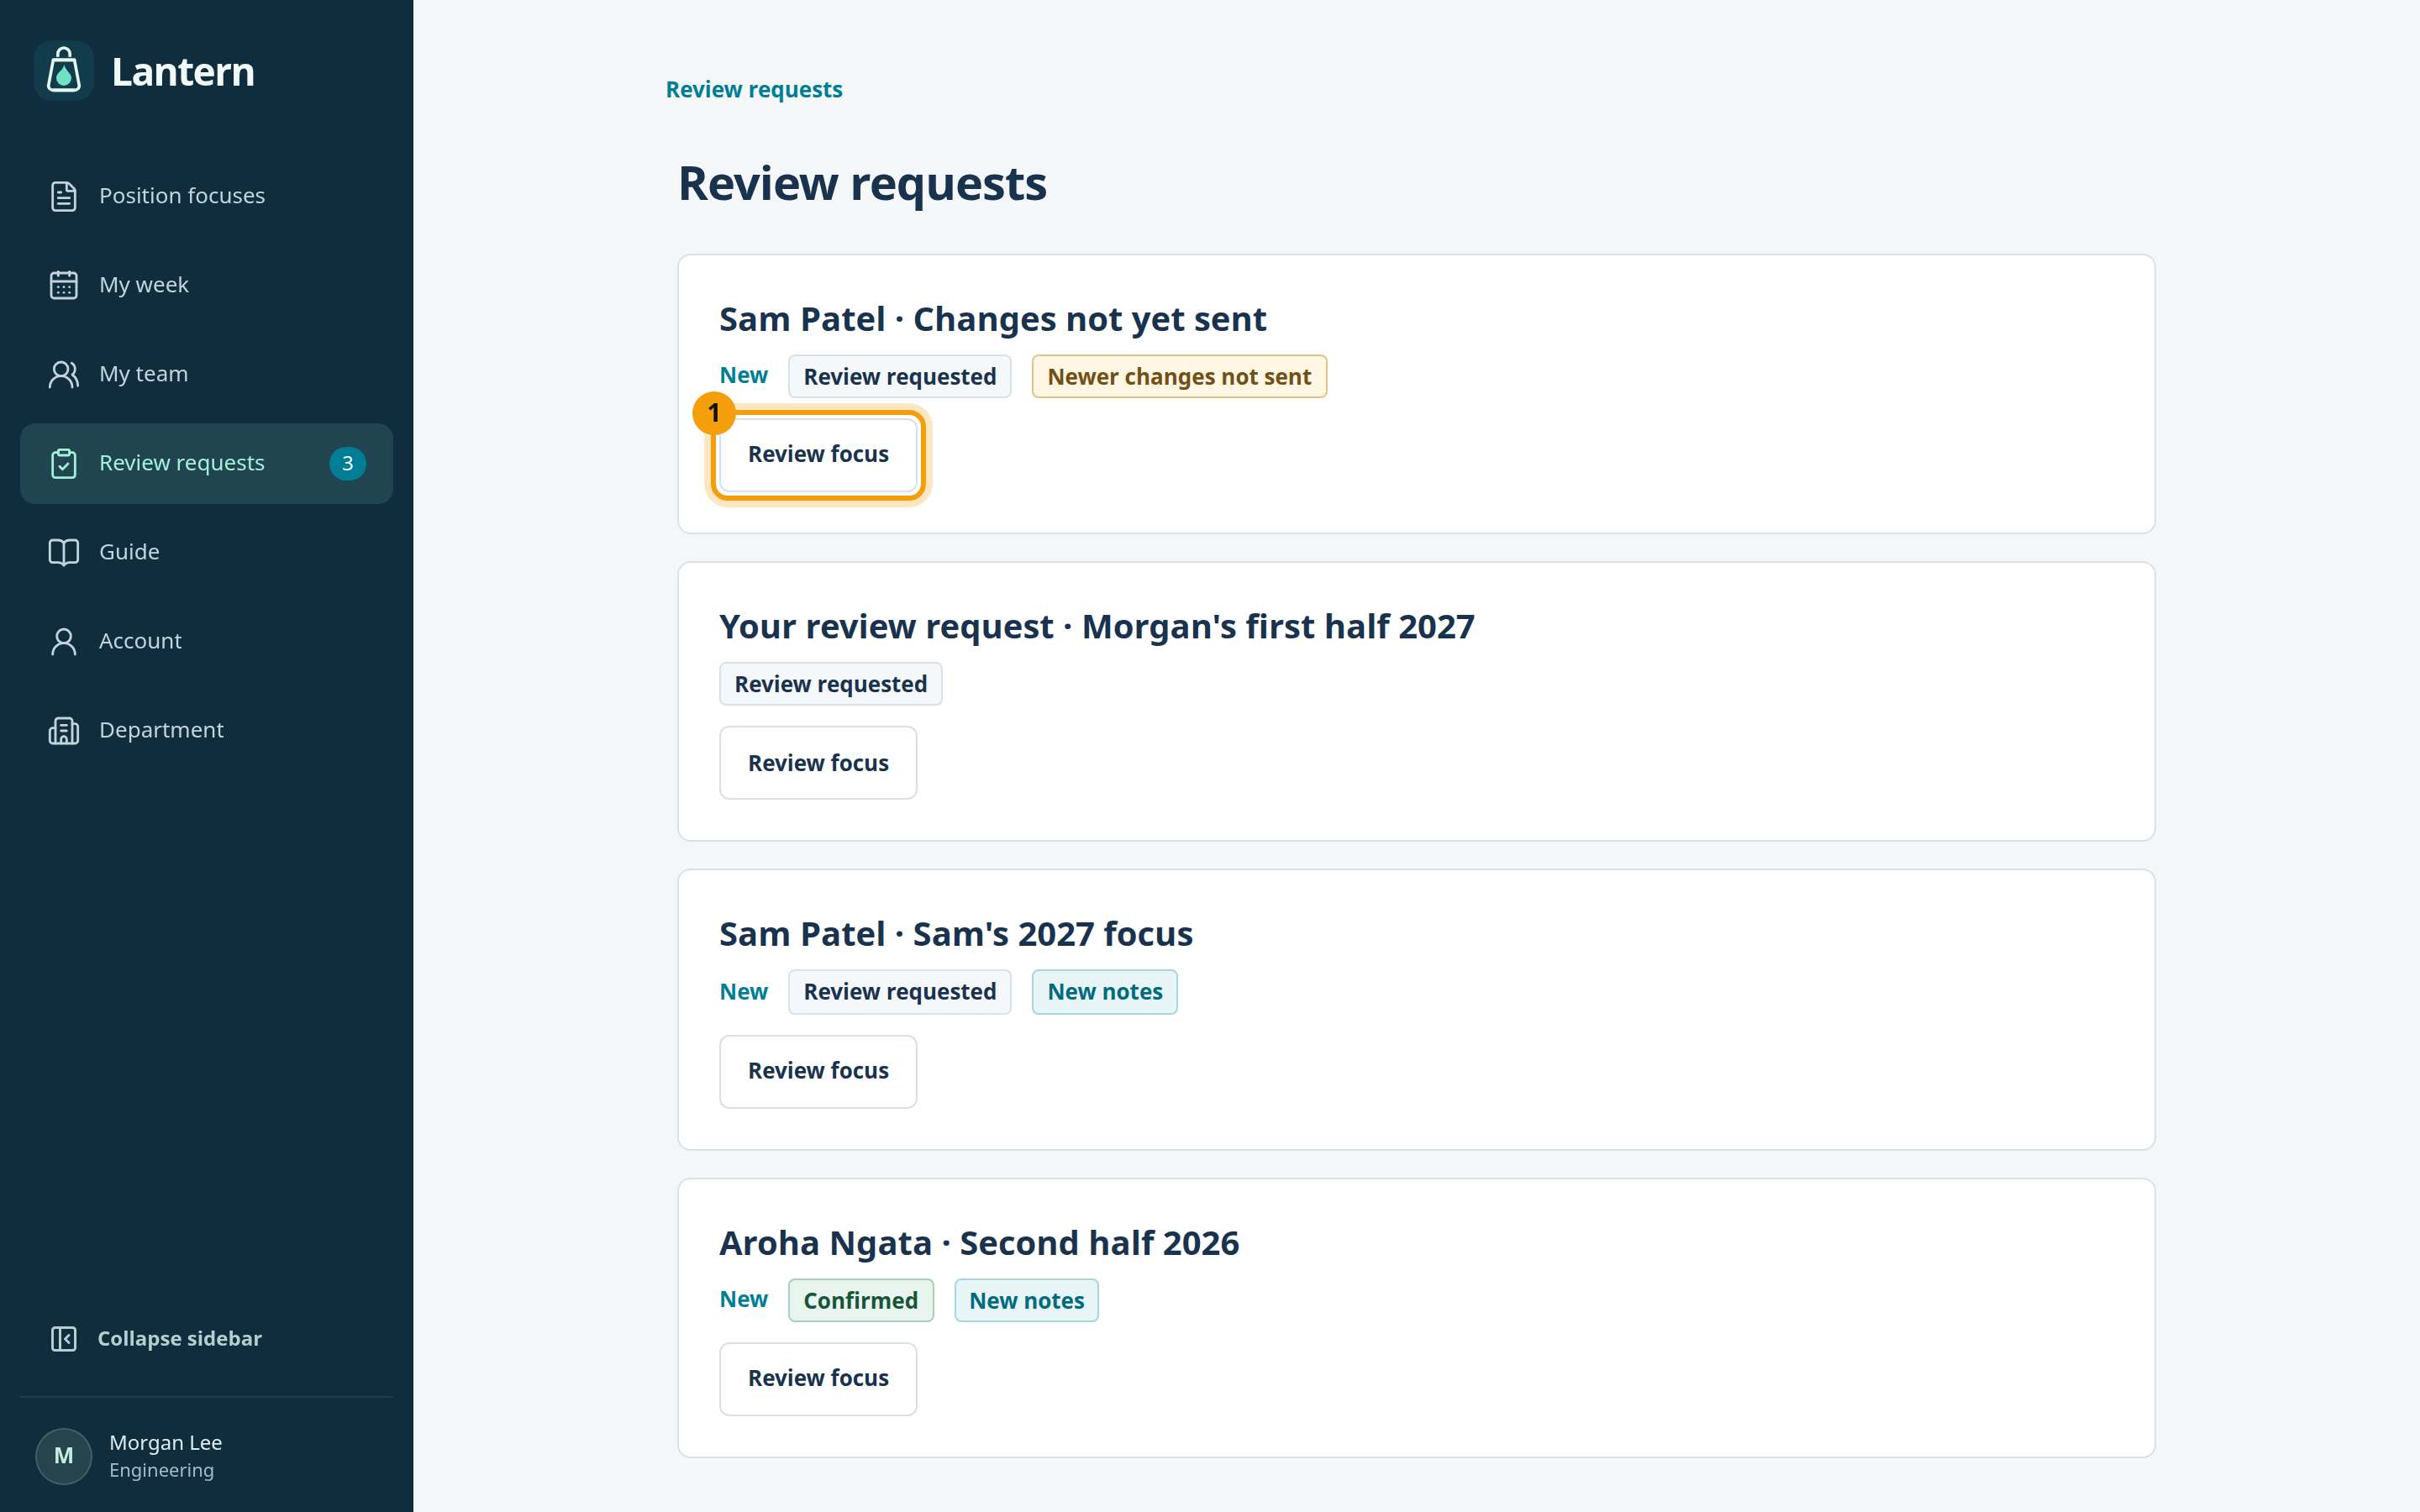 Lantern
Position focuses
My week
My team
Review requests 3
Guide
Account
Department
Collapse sidebar
M
Morgan Lee
Engineering
Review requests
Review requests
Sam Patel · Changes not yet sent
New Review requested Newer changes not sent
1
Review focus
Your review request · Morgan's first half 2027
Review requested
Review focus
Sam Patel · Sam's 2027 focus
New Review requested New notes
Review focus
Aroha Ngata · Second half 2026
New Confirmed New notes
Review focus